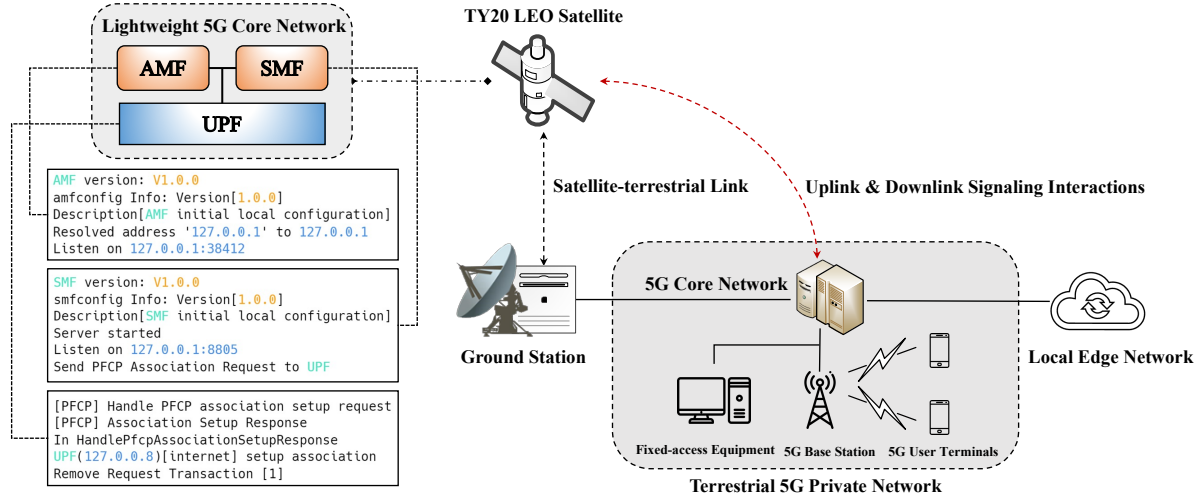 Lightweight 5G Core Network
AMF
SMF
UPF
AMF version: V1.0.0
amfconfig Info: Version[1.0.0]
Description[AMF initial local configuration]
Resolved address '127.0.0.1' to 127.0.0.1
Listen on 127.0.0.1:38412
SMF version: V1.0.0
smfconfig Info: Version[1.0.0]
Description[SMF initial local configuration]
Server started
Listen on 127.0.0.1:8805
Send PFCP Association Request to UPF
[PFCP] Handle PFCP association setup request
[PFCP] Association Setup Response
In HandlePfcpAssociationSetupResponse
UPF(127.0.0.8)[internet] setup association
Remove Request Transaction [1]
TY20 LEO Satellite
Satellite-terrestrial Link
Uplink & Downlink Signaling Interactions
5G Core Network
Ground Station
Local Edge Network
Fixed-access Equipment
5G Base Station
5G User Terminals
Terrestrial 5G Private Network